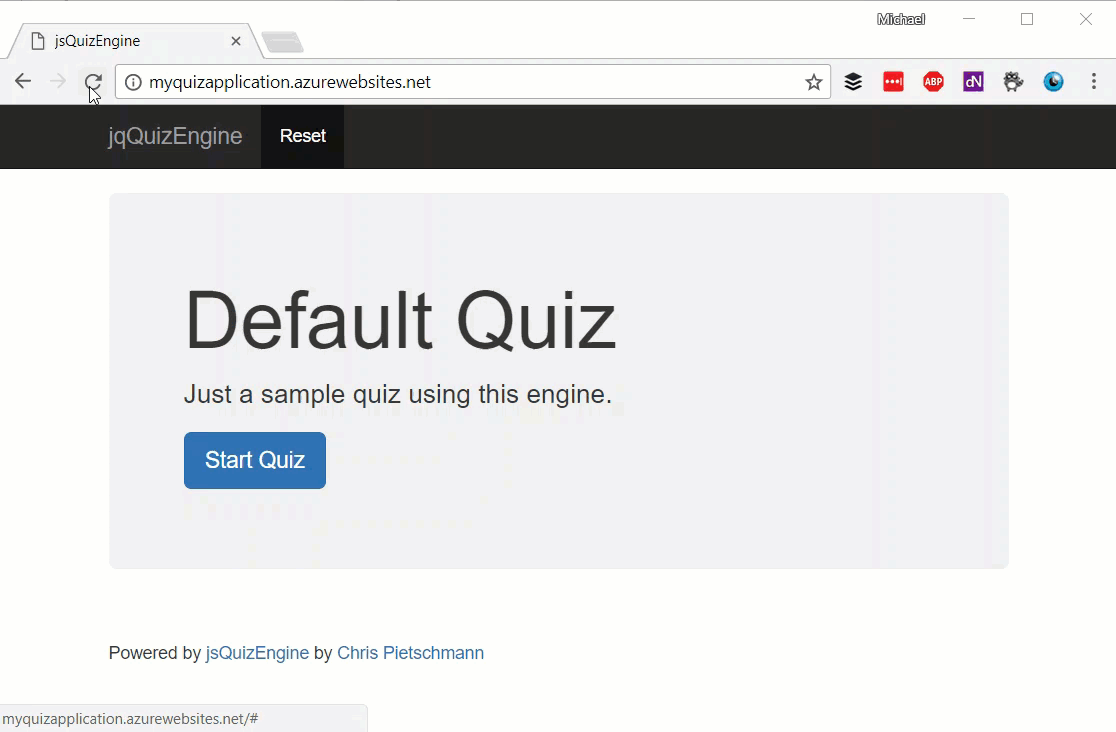 Michael
jsQuizEngine
myquizapplication.azurewebsites.net
ABP
dN
jqQuizEngine
Reset
Default Quiz
Just a sample quiz using this engine.
Start Quiz
Powered by jsQuizEngine by Chris Pietschmann
myquizapplication.azurewebsites.net/#